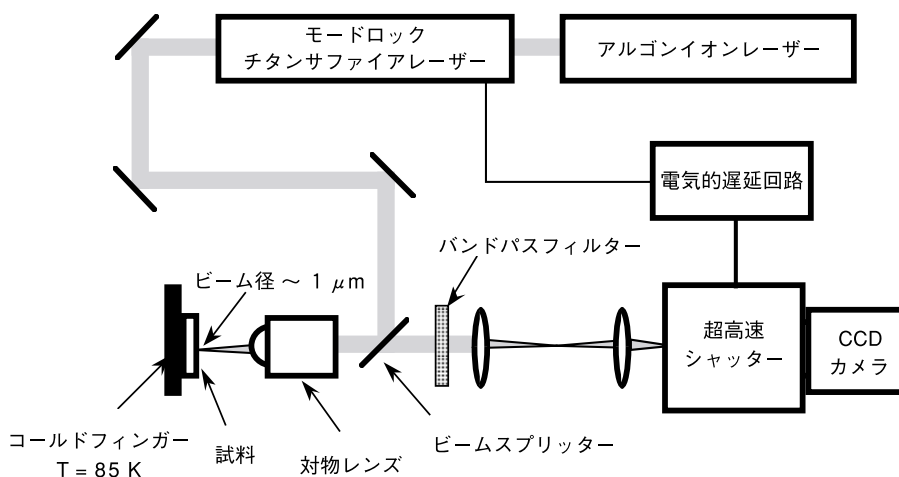 モードロック
チタンサファイアレーザー
アルゴンイオンレーザー
電気的遅延回路
バンドパスフィルター
ビーム径 ～ 1 μm
超高速
シャッター
CCD
カメラ
コールドフィンガー
T = 85 K
試料
対物レンズ
ビームスプリッター